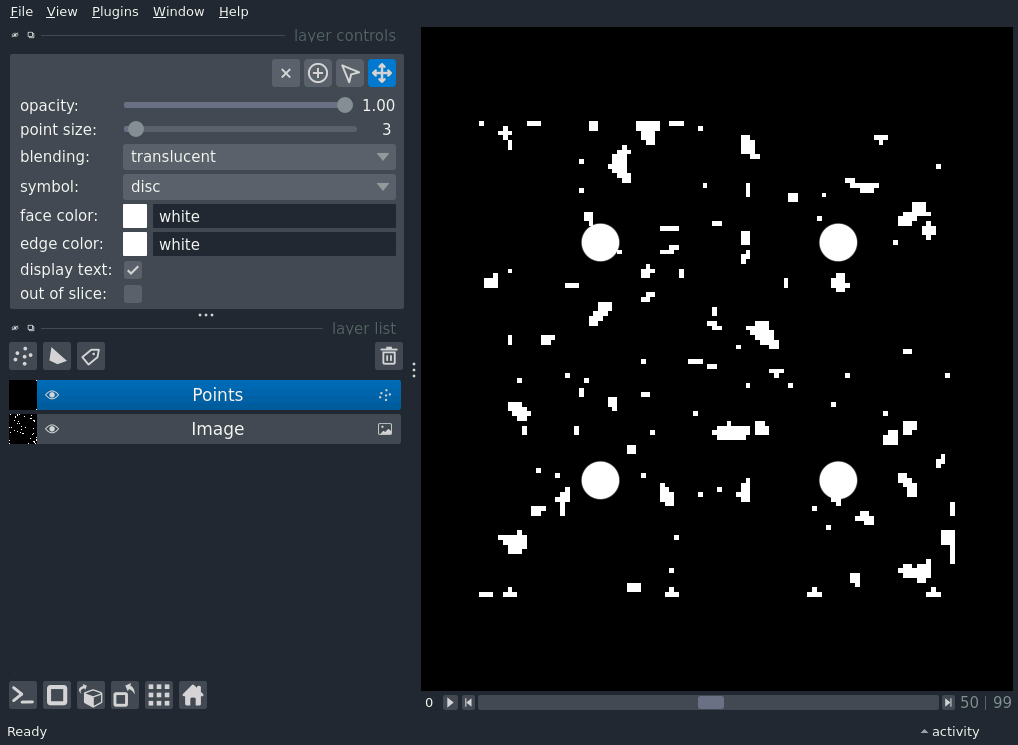 File View Plugins Window Help
layer controls
opacity: 1.00
point size: 3
blending: translucent
symbol: disc
face color: white
edge color: white
display text:
out of slice:
layer list
Points
Image
0 50 | 99
Ready activity